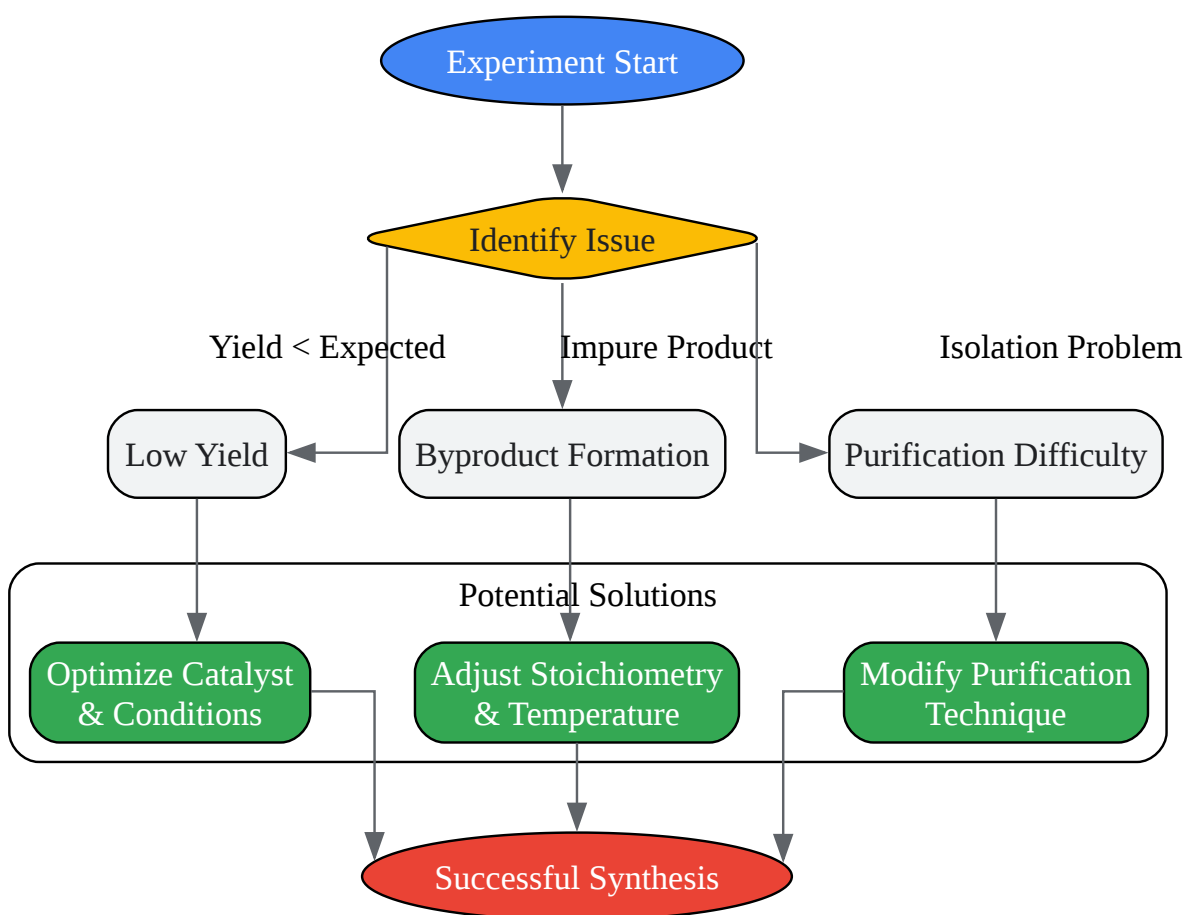 Experiment Start
Identify Issue
Yield < Expected
Impure Product
Isolation Problem
Low Yield
Byproduct Formation
Purification Difficulty
Potential Solutions
Optimize Catalyst
& Conditions
Adjust Stoichiometry
& Temperature
Modify Purification
Technique
Successful Synthesis